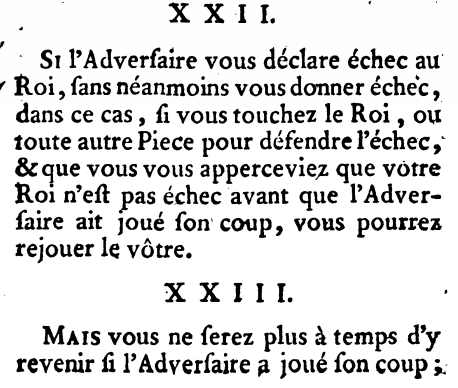 XXII.
SI l'Adverſaire vous déclare échec au
Roi, ſans néanmoins vous donner échec,
dans ce cas, ſi vous touchez le Roi, ou
toute autre Piece pour défendre l'échec,
& que vous vous apperceviez que vôtre
Roi n'eſt pas échec avant que l'Adver-
ſaire ait joué ſon coup, vous pourrez
rejouer le vôtre.
XXIII.
MAIS vous ne ſerez plus à temps d'y
revenir ſi l'Adverſaire a joué ſon coup;